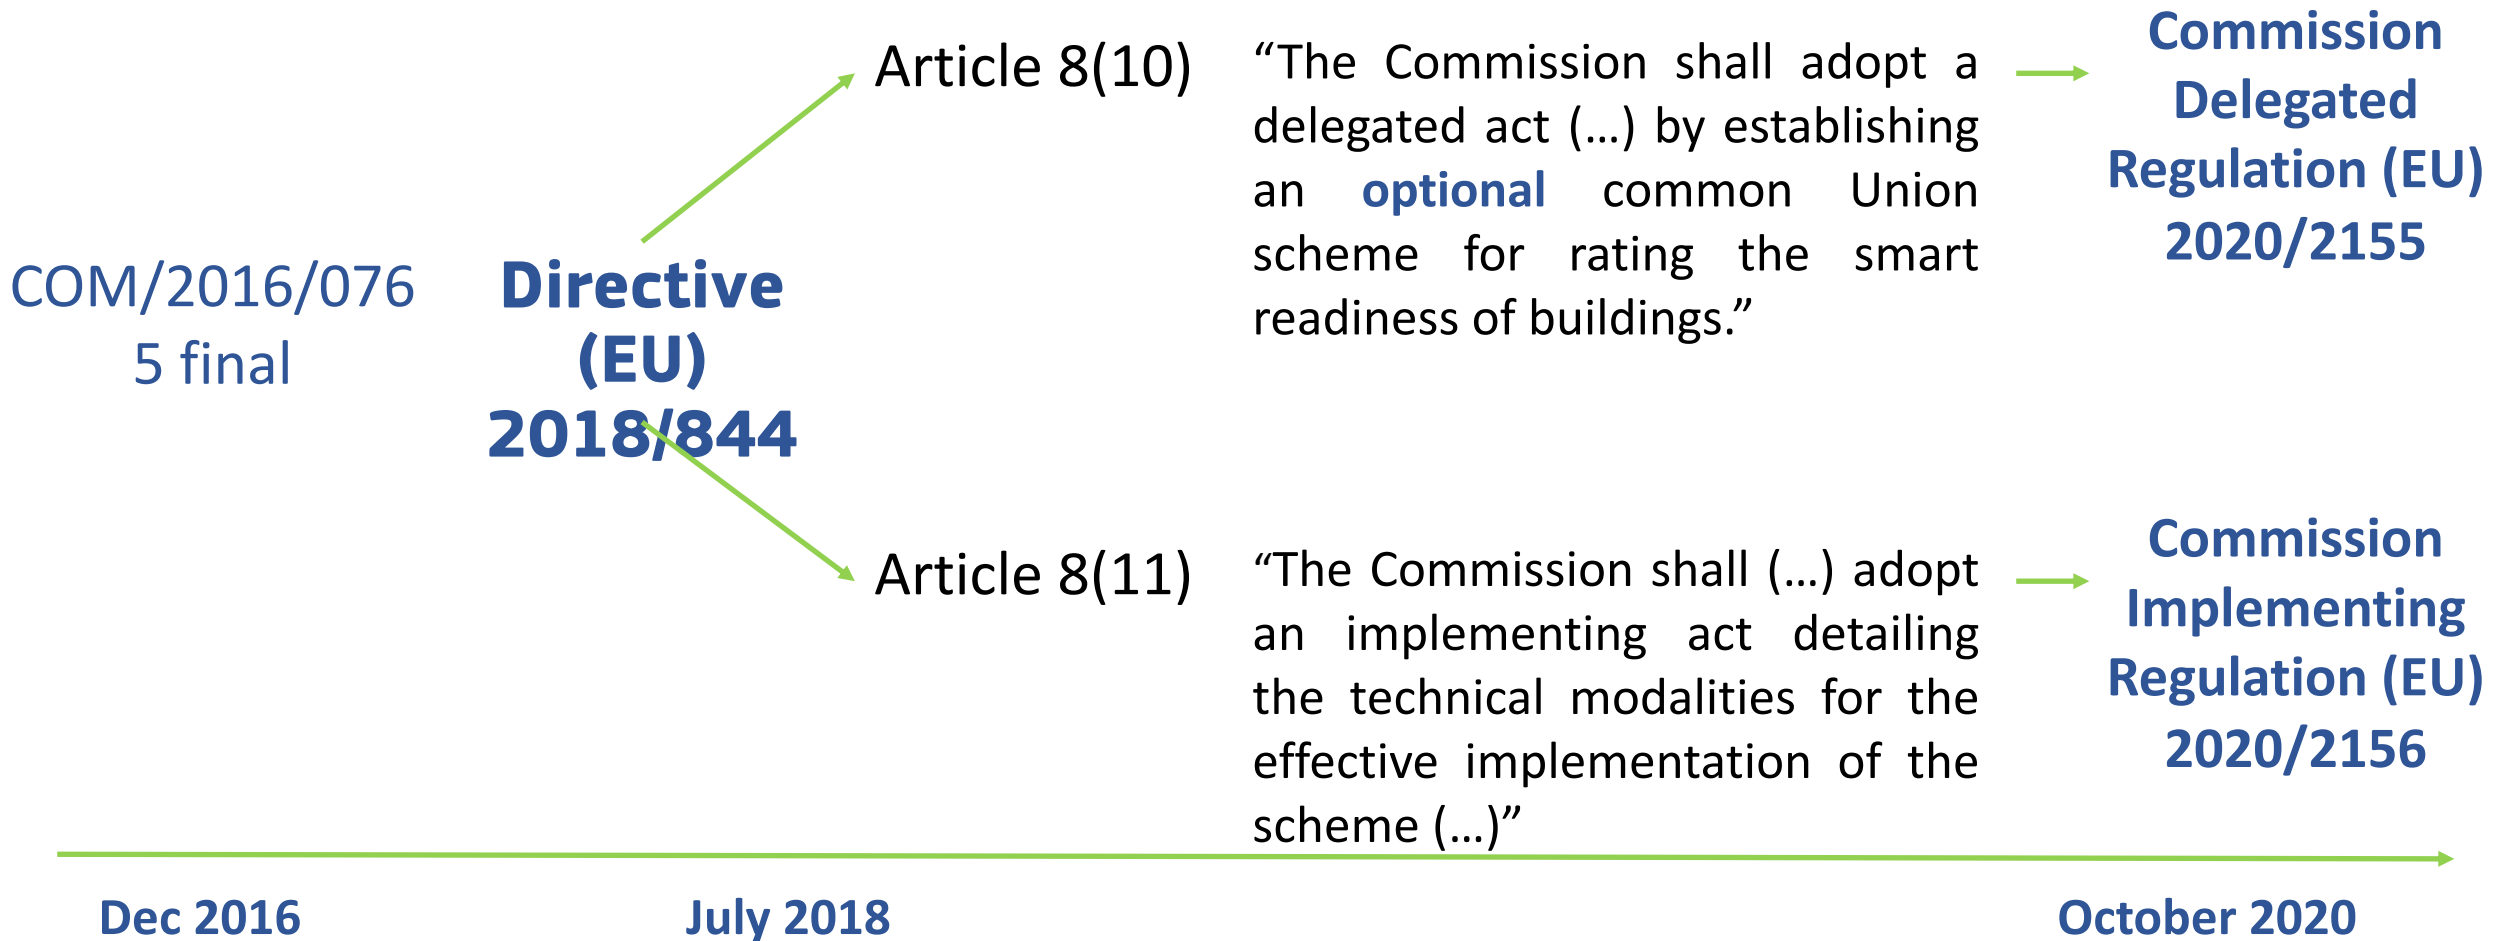 COM/2016/076
5 final
Directive
(EU)
2018/844
Article 8(10)
“The Commission shall adopt a
delegated act (…) by establishing
an optional common Union
scheme for rating the smart
readiness of buildings.”
Commission
Delegated
Regulation (EU)
2020/2155
Article 8(11)
“The Commission shall (…) adopt
an implementing act detailing
the technical modalities for the
effective implementation of the
scheme (…)”
Commission
Implementing
Regulation (EU)
2020/2156
Dec 2016
July 2018
October 2020